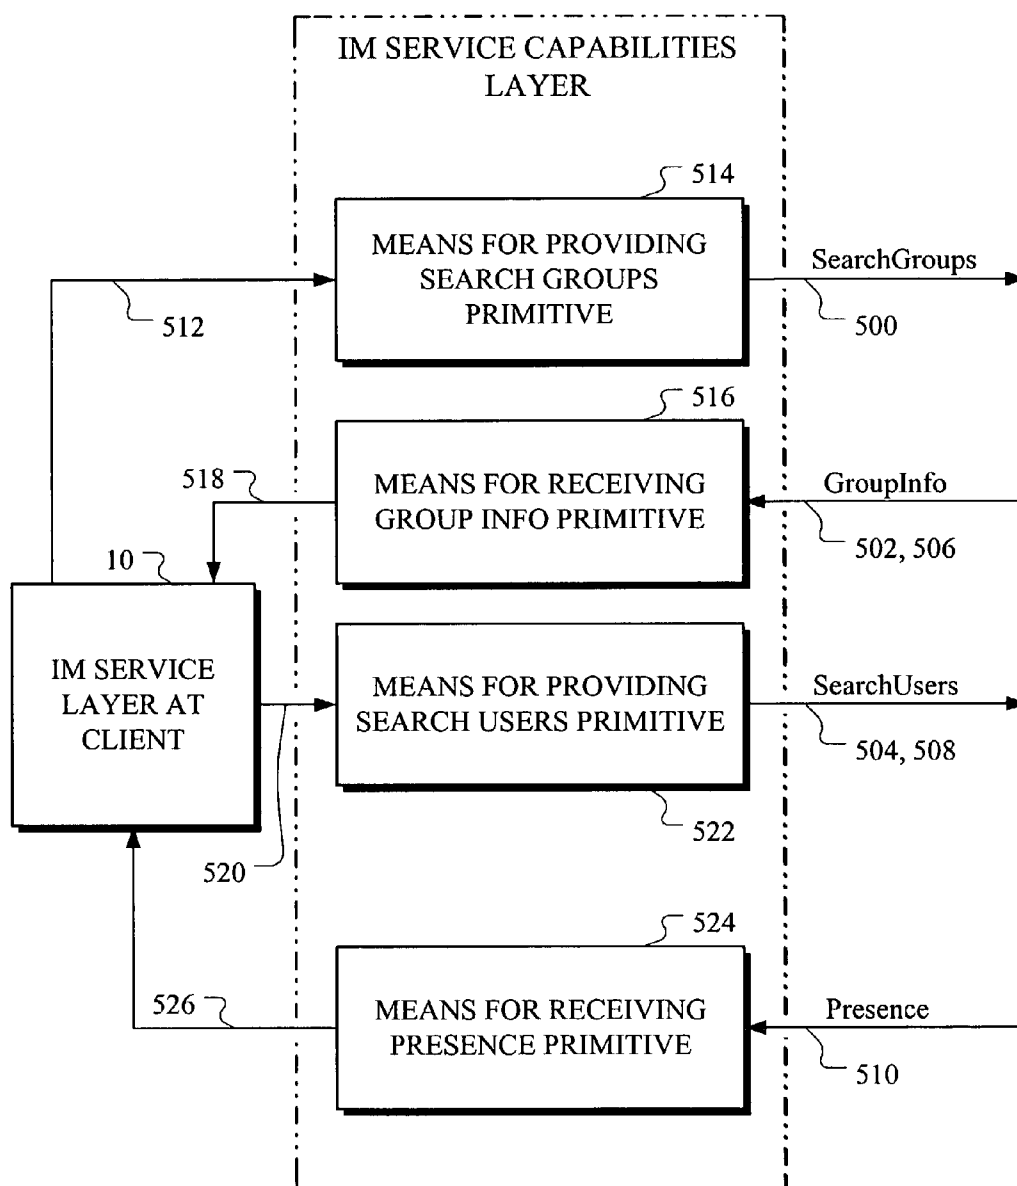 IM SERVICE CAPABILITIES
LAYER
514
MEANS FOR PROVIDING
SEARCH GROUPS
PRIMITIVE
SearchGroups
500
512
516
MEANS FOR RECEIVING
GROUP INFO PRIMITIVE
518
GroupInfo
502, 506
10
IM SERVICE
LAYER AT
CLIENT
MEANS FOR PROVIDING
SEARCH USERS PRIMITIVE
SearchUsers
504, 508
522
520
524
MEANS FOR RECEIVING
PRESENCE PRIMITIVE
526
Presence
510